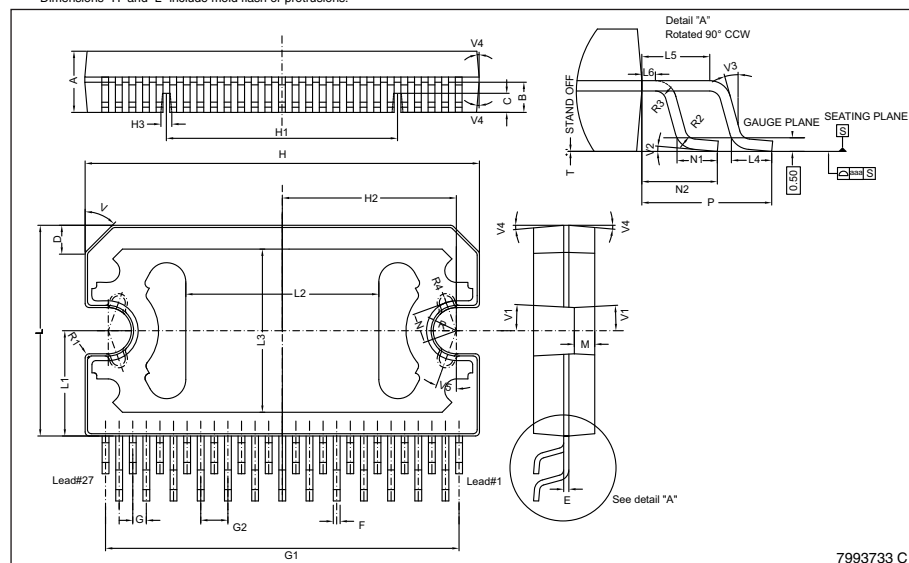 Dimensions "H" and "L" include mold flash or protrusions.
Detail "A"
Rotated 90° CCW
L5
L6
V3
V4
A
B
C
V4
H3
H1
R3
R2
T
STAND OFF
GAUGE PLANE
SEATING PLANE
S
V2
N1
L4
0.50
aaa S
N2
P
H
H2
V
D
V4
V4
R4
L2
N
R
L
L1
L3
R1
V5
V1
V1
M
Lead#27
Lead#1
G
G2
F
E
G1
See detail "A"
7993733 C